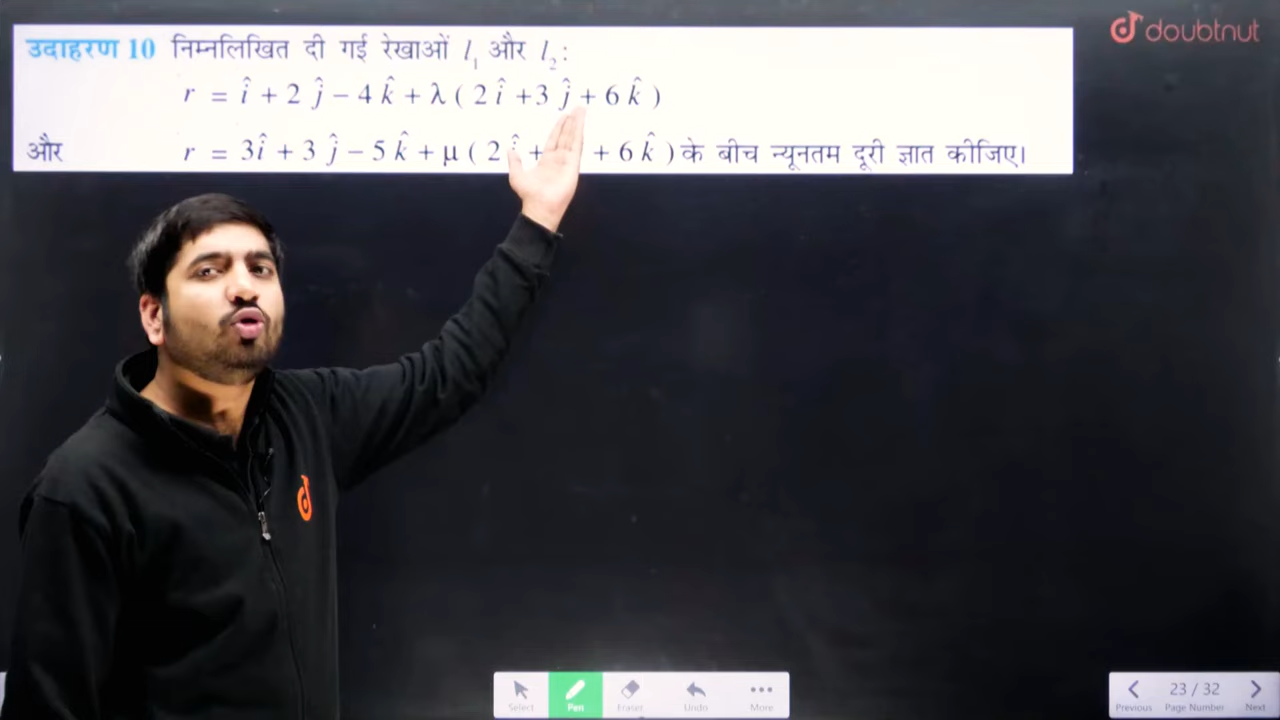 doubtnut
उदाहरण 10 निम्नलिखित दी गई रेखाओं l₁ और l₂:
r = î + 2 ĵ – 4 k̂ + λ ( 2 î + 3 ĵ + 6 k̂ )
और r = 3î + 3 ĵ – 5 k̂ + μ ( 2 + + 6 k̂ ) के बीच न्यूनतम दूरी ज्ञात कीजिए।
Select Pen Eraser Undo More
23 / 32
Previous Page Number Next